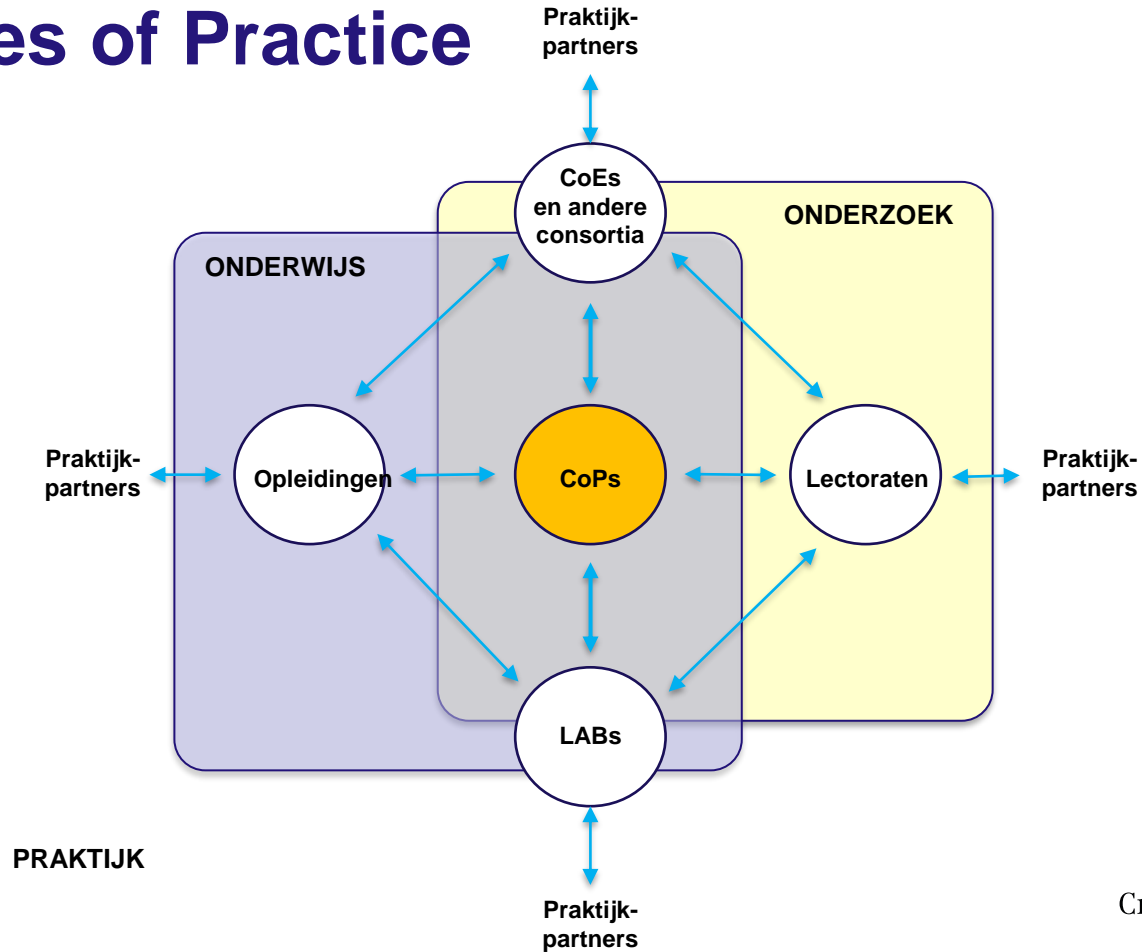 es of Practice
Praktijk-
partners
CoEs
en andere
consortia
ONDERZOEK
ONDERWIJS
Praktijk-
partners
Opleidingen
CoPs
Lectoraten
Praktijk-
partners
LABs
PRAKTIJK
Praktijk-
partners